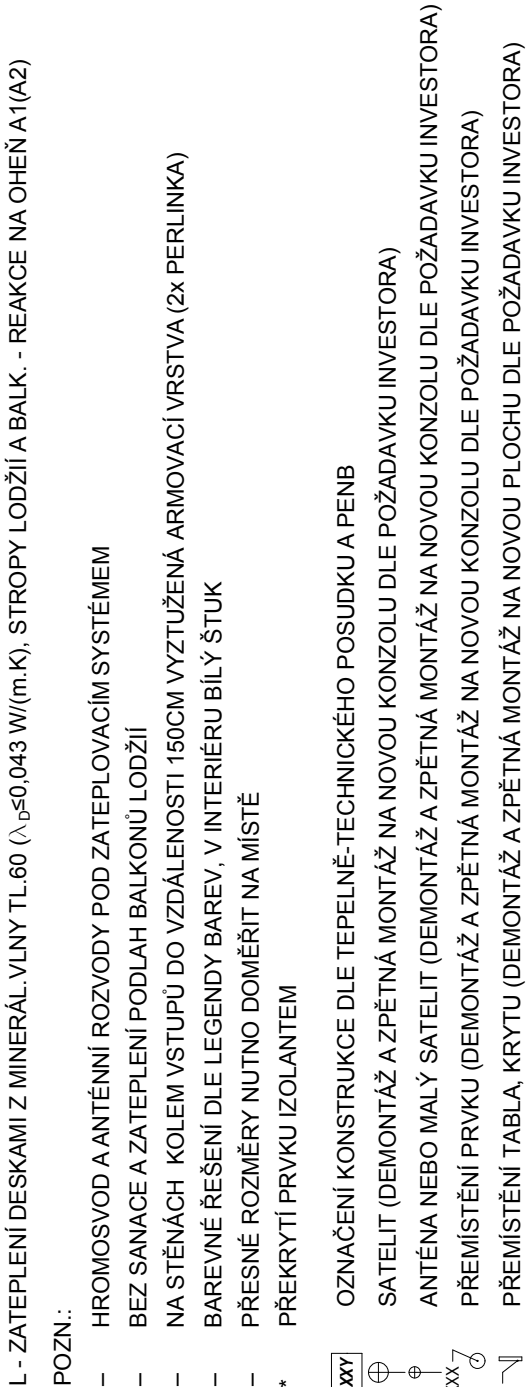 L - ZATEPLENÍ DESKAMI Z MINERÁL.VLNY TL.60 (λD≤0,043 W/(m.K), STROPY LODŽIÍ A BALK. - REAKCE NA OHEŇ A1(A2)
POZN.:
– HROMOSVOD A ANTÉNNÍ ROZVODY POD ZATEPLOVACÍM SYSTÉMEM
– BEZ SANACE A ZATEPLENÍ PODLAH BALKONŮ LODŽIÍ
– NA STĚNÁCH KOLEM VSTUPŮ DO VZDÁLENOSTI 150CM VYZTUŽENÁ ARMOVACÍ VRSTVA (2x PERLINKA)
– BAREVNÉ ŘEŠENÍ DLE LEGENDY BAREV, V INTERIÉRU BÍLÝ ŠTUK
– PŘESNÉ ROZMĚRY NUTNO DOMĚŘIT NA MÍSTĚ
* PŘEKRYTÍ PRVKU IZOLANTEM
XXY OZNAČENÍ KONSTRUKCE DLE TEPELNĚ-TECHNICKÉHO POSUDKU A PENB
SATELIT (DEMONTÁŽ A ZPĚTNÁ MONTÁŽ NA NOVOU KONZOLU DLE POŽADAVKU INVESTORA)
ANTÉNA NEBO MALÝ SATELIT (DEMONTÁŽ A ZPĚTNÁ MONTÁŽ NA NOVOU KONZOLU DLE POŽADAVKU INVESTORA)
XX PŘEMÍSTĚNÍ PRVKU (DEMONTÁŽ A ZPĚTNÁ MONTÁŽ NA NOVOU KONZOLU DLE POŽADAVKU INVESTORA)
PŘEMÍSTĚNÍ TABLA, KRYTU (DEMONTÁŽ A ZPĚTNÁ MONTÁŽ NA NOVOU PLOCHU DLE POŽADAVKU INVESTORA)